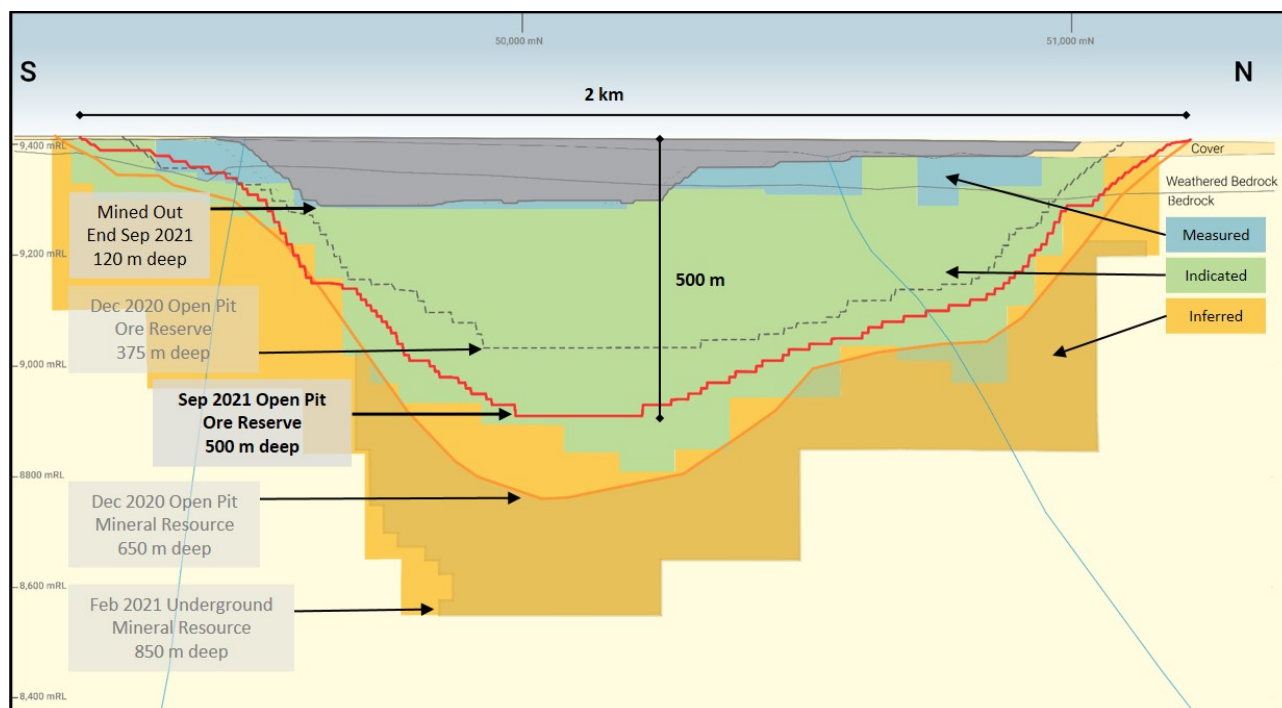 50,000 mN
51,000 mN
S
N
2 km
9,400 mRL
Cover
Weathered Bedrock
Bedrock
Mined Out
End Sep 2021
120 m deep
Measured
9,200 mRL
500 m
Indicated
Dec 2020 Open Pit
Ore Reserve
375 m deep
Inferred
9,000 mRL
Sep 2021 Open Pit
Ore Reserve
500 m deep
8800 mRL
Dec 2020 Open Pit
Mineral Resource
650 m deep
8,600 mRL
Feb 2021 Underground
Mineral Resource
850 m deep
8,400 mRL